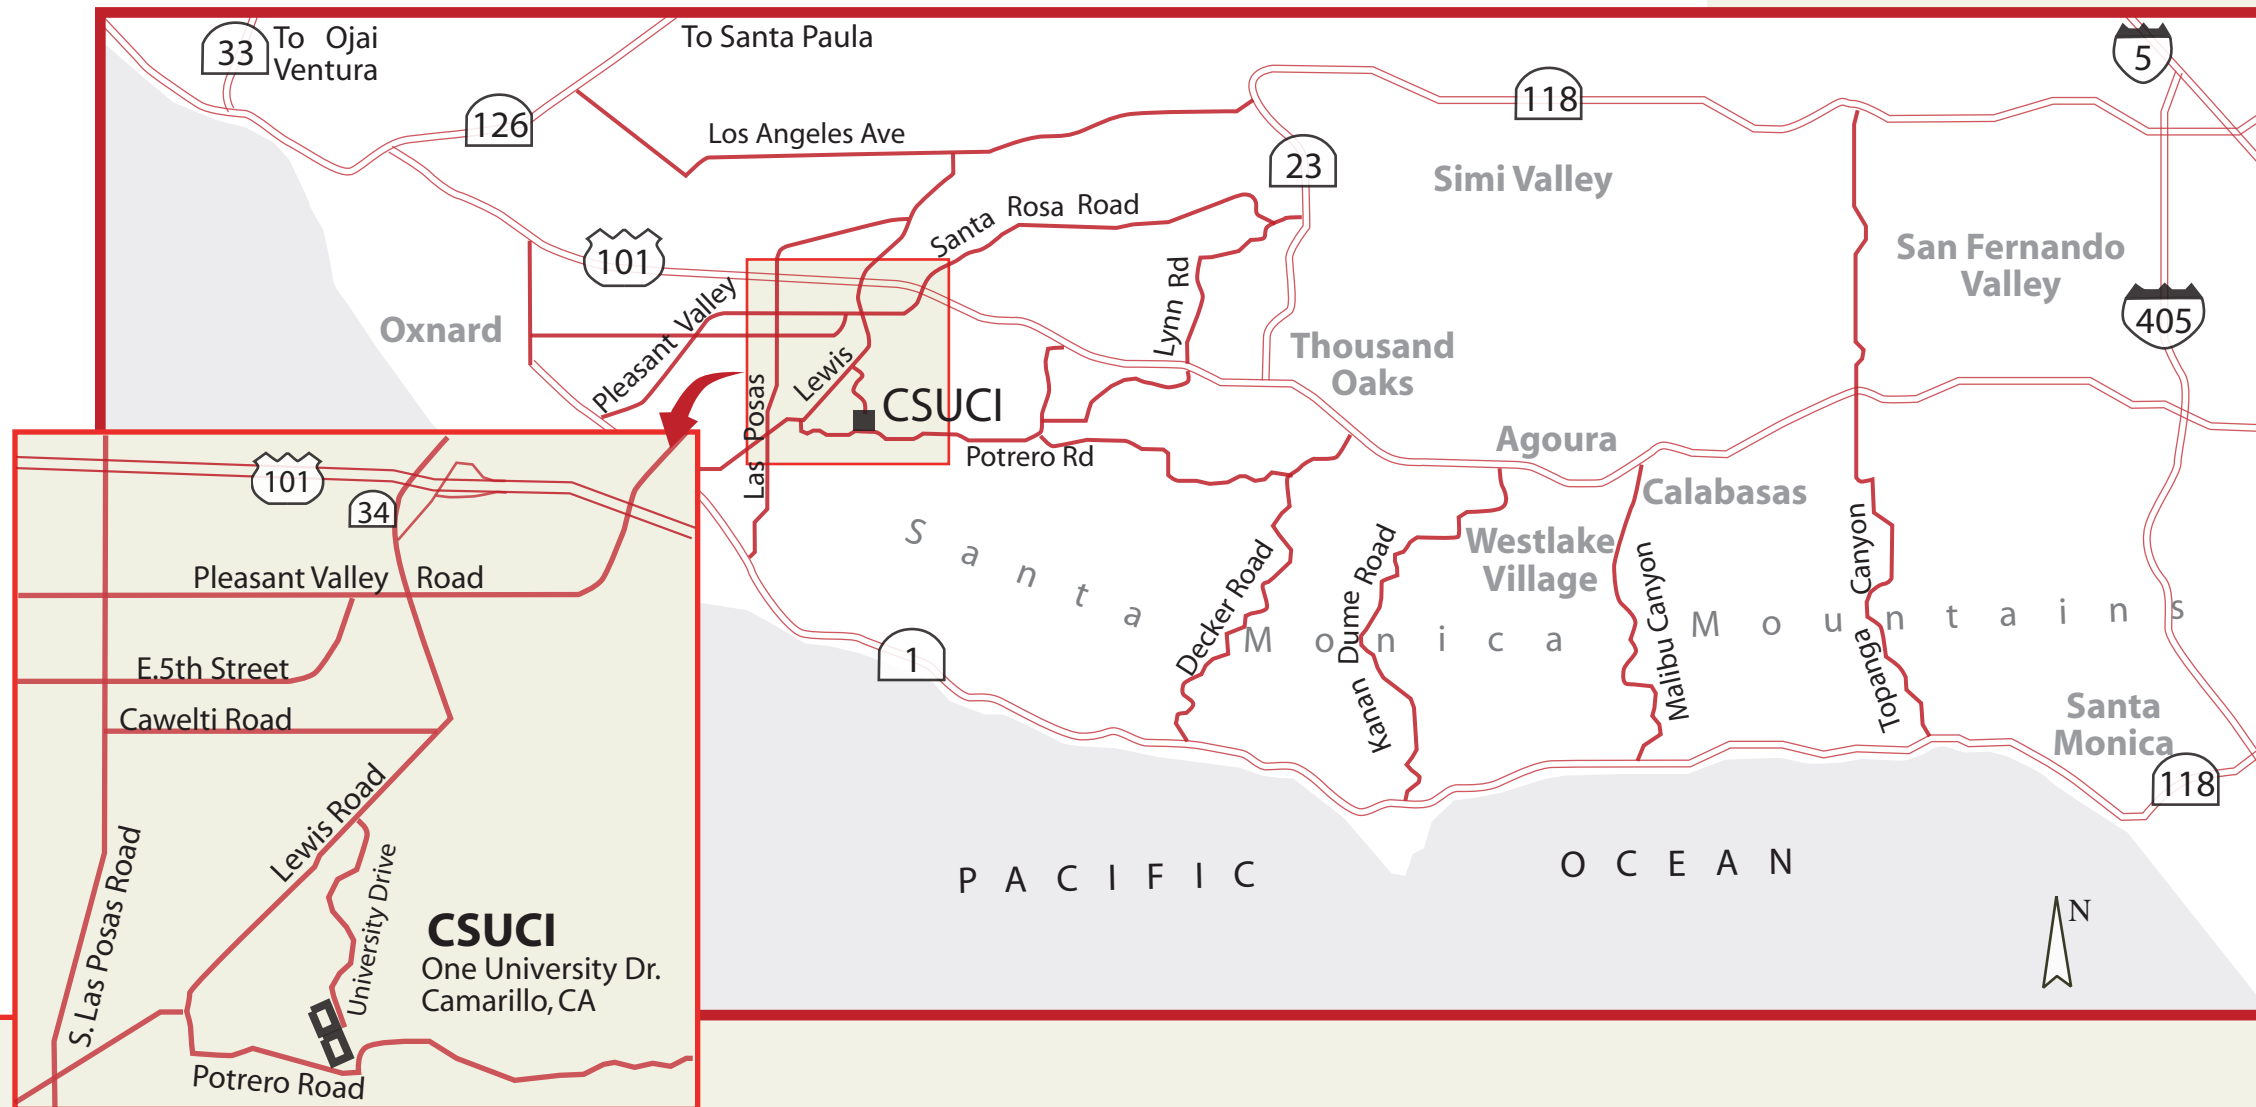 33
To Ojai
Ventura
To Santa Paula
5
118
126
Los Angeles Ave
23
Simi Valley
Santa Rosa Road
San Fernando
Valley
101
Lynn Rd
Pleasant Valley
Oxnard
405
Thousand
Oaks
Lewis
CSUCI
Las Posas
Potrero Rd
Agoura
Calabasas
Westlake
Village
Santa Monica Mountains
Decker Road
Kanan Dume Road
Malibu Canyon
Topanga Canyon
1
Santa
Monica
118
PACIFIC OCEAN
N
101
34
Pleasant Valley Road
E.5th Street
Cawelti Road
Lewis Road
S. Las Posas Road
University Drive
CSUCI
One University Dr.
Camarillo, CA
Potrero Road